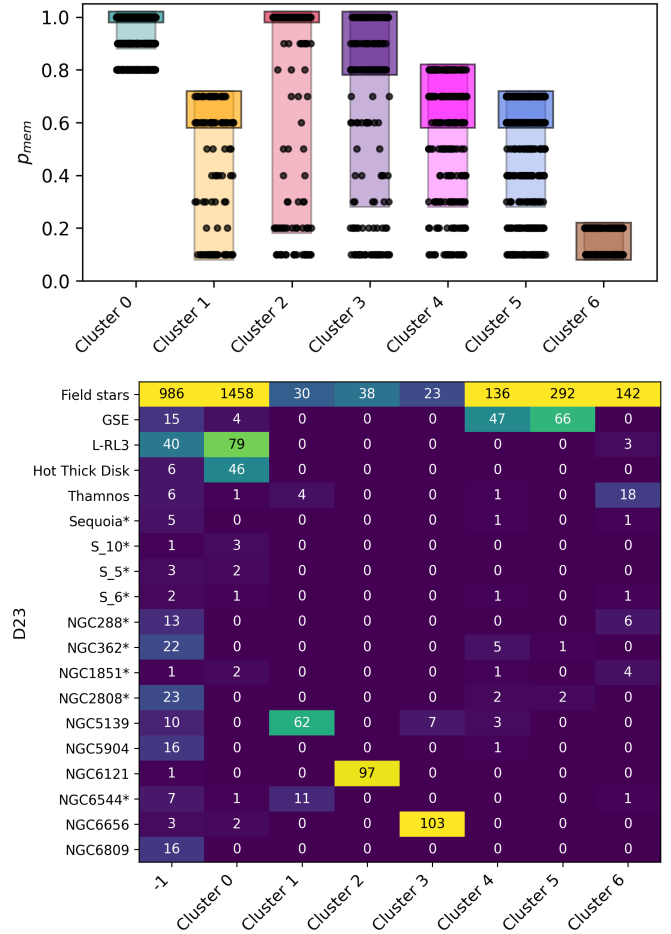 1.0
0.8
0.6
0.4
0.2
0.0
p_mem
Cluster 0 Cluster 1 Cluster 2 Cluster 3 Cluster 4 Cluster 5 Cluster 6
D23
Field stars 986 1458 30 38 23 136 292 142
GSE 15 4 0 0 0 47 66 0
L-RL3 40 79 0 0 0 0 0 3
Hot Thick Disk 6 46 0 0 0 0 0 0
Thamnos 6 1 4 0 0 1 0 18
Sequoia* 5 0 0 0 0 1 0 1
S_10* 1 3 0 0 0 0 0 0
S_5* 3 2 0 0 0 0 0 0
S_6* 2 1 0 0 0 1 0 1
NGC288* 13 0 0 0 0 0 0 6
NGC362* 22 0 0 0 0 5 1 0
NGC1851* 1 2 0 0 0 1 0 4
NGC2808* 23 0 0 0 0 2 2 0
NGC5139 10 0 62 0 7 3 0 0
NGC5904 16 0 0 0 0 1 0 0
NGC6121 1 0 0 97 0 0 0 0
NGC6544* 7 1 11 0 0 0 0 1
NGC6656 3 2 0 0 103 0 0 0
NGC6809 16 0 0 0 0 0 0 0
-1 Cluster 0 Cluster 1 Cluster 2 Cluster 3 Cluster 4 Cluster 5 Cluster 6